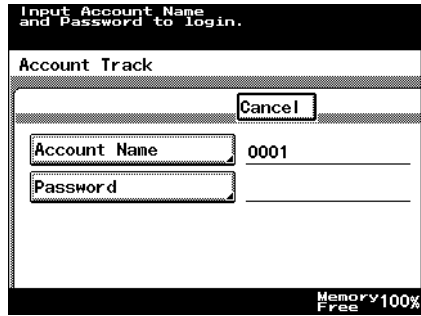 Input Account Name
and Password to login.
Account Track
Cancel
Account Name 0001
Password
Memory 100%
Free